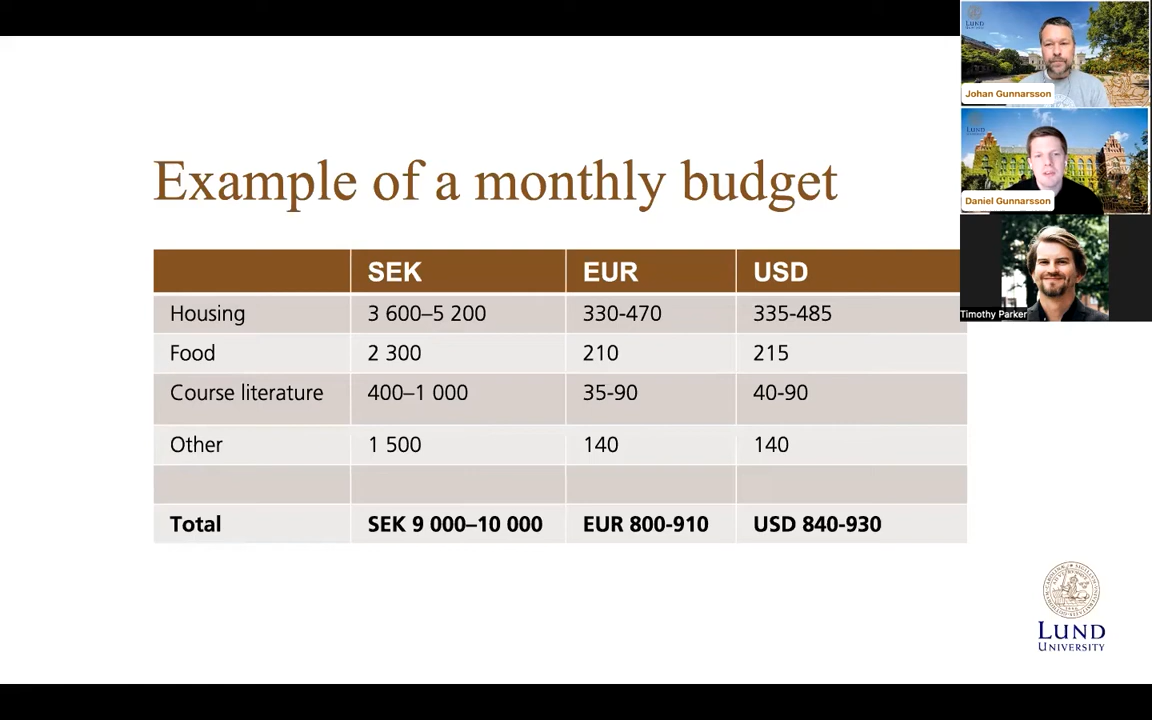 Example of a monthly budget
SEK EUR USD
Housing 3 600–5 200 330-470 335-485
Food 2 300 210 215
Course literature 400–1 000 35-90 40-90
Other 1 500 140 140
Total SEK 9 000–10 000 EUR 800-910 USD 840-930
LUND
UNIVERSITY
LUND
Johan Gunnarsson
LUND
Daniel Gunnarsson
Timothy Parker